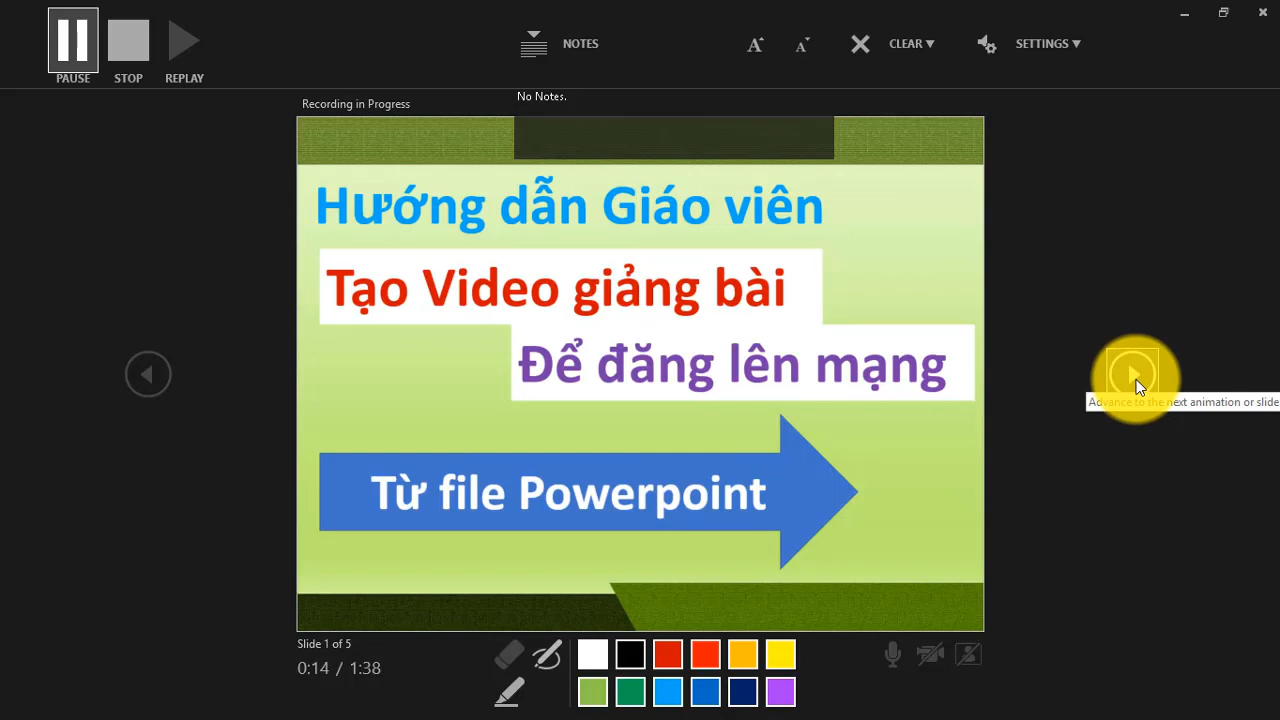 PAUSE STOP REPLAY
NOTES
A A
CLEAR
SETTINGS
No Notes.
Recording in Progress
Hướng dẫn Giáo viên
Tạo Video giảng bài
Để đăng lên mạng
Từ file Powerpoint
Advance to the next animation or slide
Slide 1 of 5
0:14 / 1:38